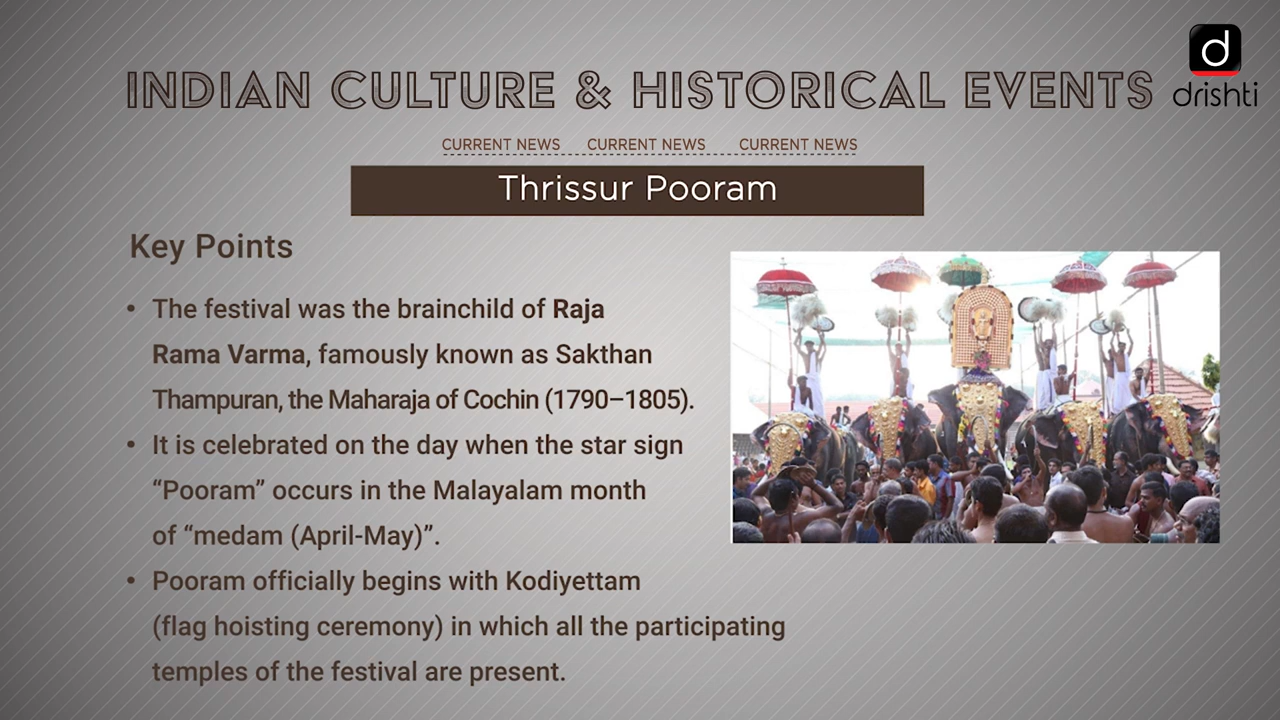 INDIAN CULTURE & HISTORICAL EVENTS
d
drishti
CURRENT NEWS CURRENT NEWS CURRENT NEWS
Thrissur Pooram
Key Points
• The festival was the brainchild of Raja
Rama Varma, famously known as Sakthan
Thampuran, the Maharaja of Cochin (1790–1805).
• It is celebrated on the day when the star sign
“Pooram” occurs in the Malayalam month
of “medam (April-May)”.
• Pooram officially begins with Kodiyettam
(flag hoisting ceremony) in which all the participating
temples of the festival are present.